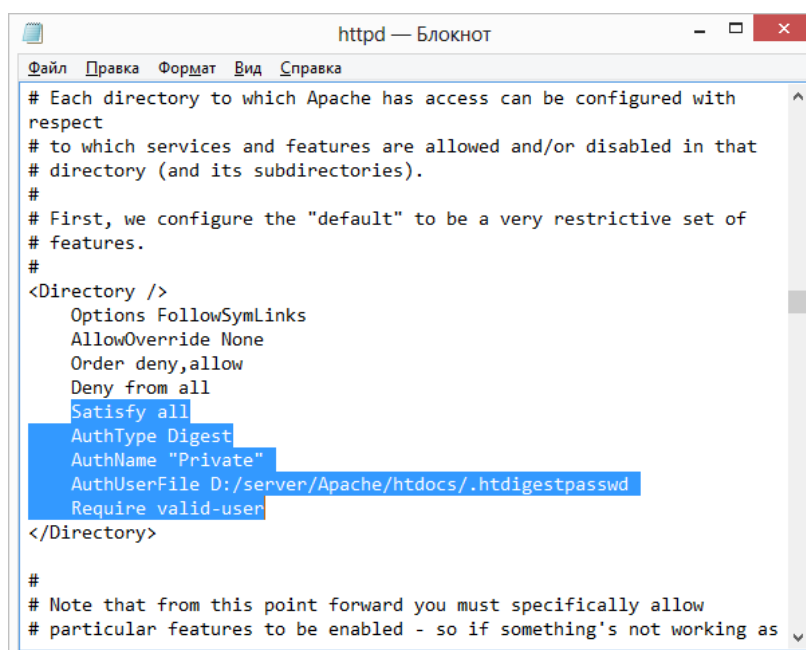 httpd — Блокнот
Файл Правка Формат Вид Справка
# Each directory to which Apache has access can be configured with
respect
# to which services and features are allowed and/or disabled in that
# directory (and its subdirectories).
#
# First, we configure the "default" to be a very restrictive set of
# features.
#
<Directory />
    Options FollowSymLinks
    AllowOverride None
    Order deny,allow
    Deny from all
    Satisfy all
    AuthType Digest
    AuthName "Private"
    AuthUserFile D:/server/Apache/htdocs/.htdigestpasswd
    Require valid-user
</Directory>

#
# Note that from this point forward you must specifically allow
# particular features to be enabled - so if something's not working as